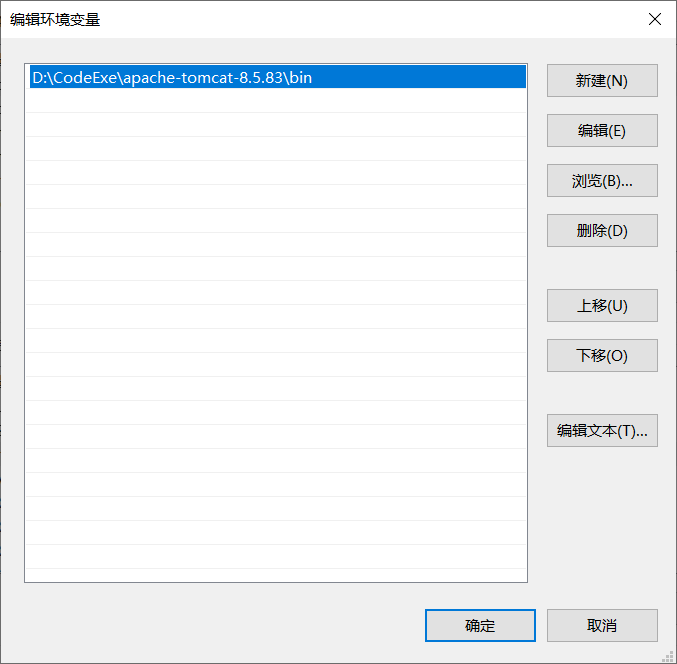 编辑环境变量
D:\CodeExe\apache-tomcat-8.5.83\bin
新建(N)
编辑(E)
浏览(B)...
删除(D)
上移(U)
下移(O)
编辑文本(T)...
确定
取消